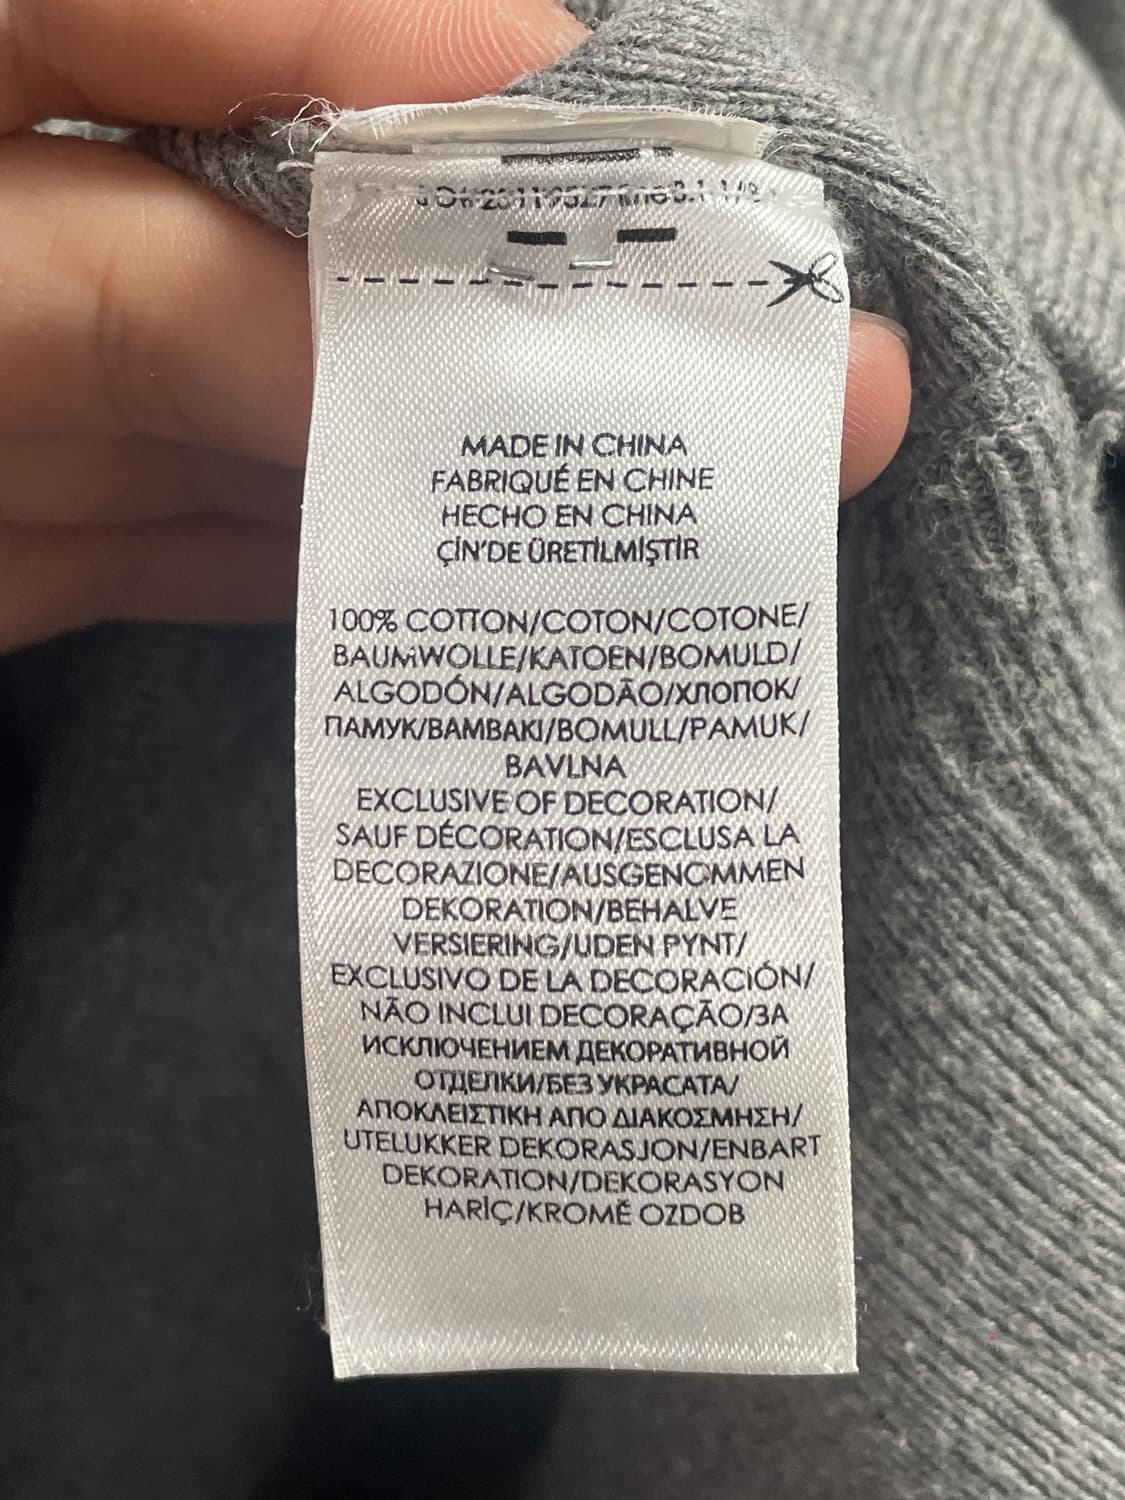 MADE IN CHINA
FABRIQUÉ EN CHINE
HECHO EN CHINA
ÇİN'DE ÜRETİLMİŞTİR
100% COTTON/COTON/COTONE/
BAUMWOLLE/KATOEN/BOMULD/
ALGODÓN/ALGODÃO/ХЛОПОК/
ПАМУК/ΒΑΜΒΑΚΙ/BOMULL/PAMUK/
BAVLNA
EXCLUSIVE OF DECORATION/
SAUF DÉCORATION/ESCLUSA LA
DECORAZIONE/AUSGENOMMEN
DEKORATION/BEHALVE
VERSIERING/UDEN PYNT/
EXCLUSIVO DE LA DECORACIÓN/
NÃO INCLUI DECORAÇÃO/ЗА
ИСКЛЮЧЕНИЕМ ДЕКОРАТИВНОЙ
ОТДЕЛКИ/БЕЗ УКРАСАТА/
ΑΠΟΚΛΕΙΣΤΙΚΗ ΑΠΟ ΔΙΑΚΟΣΜΗΣΗ/
UTELUKKER DEKORASJON/ENBART
DEKORATION/DEKORASYON
HARİÇ/KROMĚ OZDOB